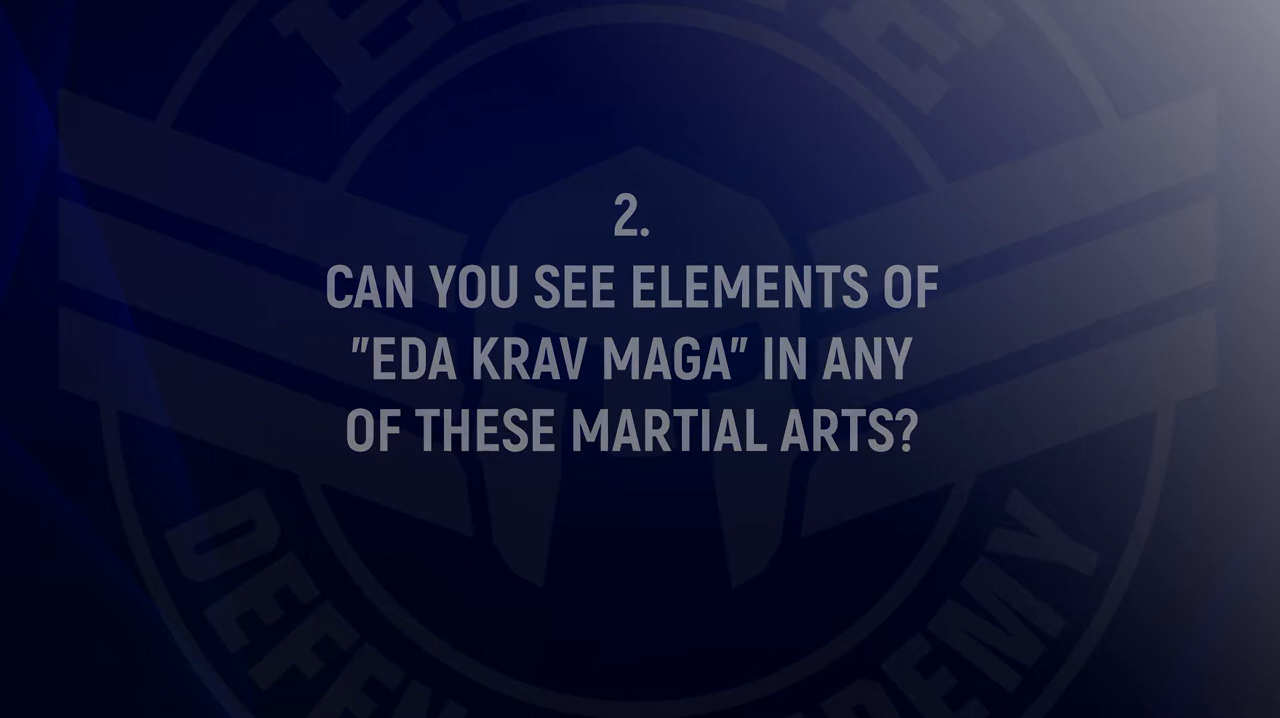 2.
CAN YOU SEE ELEMENTS OF
"EDA KRAV MAGA" IN ANY
OF THESE MARTIAL ARTS?